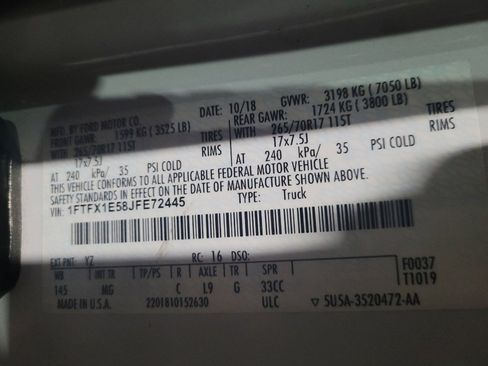 MFD. BY FORD MOTOR CO.
DATE: 10/18 GVWR: 3198 KG ( 7050 LB)
FRONT GAWR: 1599 KG (3525 LB) REAR GAWR: 1724 KG ( 3800 LB)
WITH 265/70R17 115T TIRES WITH 265/70R17 115T TIRES
17x7.5J RIMS 17x7.5J RIMS
AT 240 kPa/ 35 PSI COLD AT 240 kPa/ 35 PSI COLD
THIS VEHICLE CONFORMS TO ALL APPLICABLE FEDERAL MOTOR VEHICLE
SAFETY STANDARDS IN EFFECT ON THE DATE OF MANUFACTURE SHOWN ABOVE.
VIN: 1FTFX1E58JFE72445 TYPE: Truck
EXT PNT: YZ RC: 16 DSO: F0037
WB INT TR TP/PS R AXLE TR SPR T1019
145 MG C L9 G 33CC
MADE IN U.S.A. 2201810152630 ULC ▽ 5U5A-3520472-AA